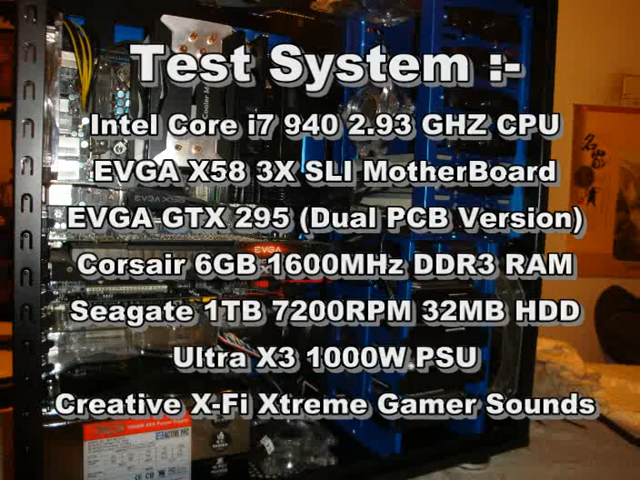 Test System :-
Intel Core i7 940 2.93 GHZ CPU
EVGA X58 3X SLI MotherBoard
EVGA GTX 295 (Dual PCB Version)
EVGA
Corsair 6GB 1600MHz DDR3 RAM
Seagate 1TB 7200RPM 32MB HDD
Ultra X3 1000W PSU
Creative X-Fi Xtreme Gamer Sounds